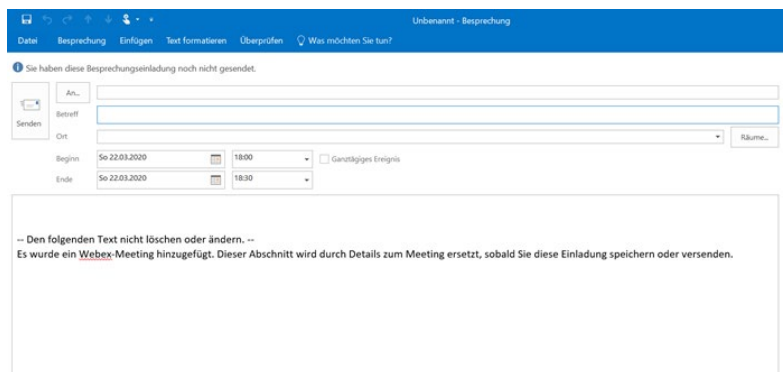 Unbenannt - Besprechung
Datei Besprechung Einfügen Text formatieren Überprüfen Was möchten Sie tun?
Sie haben diese Besprechungseinladung noch nicht gesendet.
An...
Senden
Betreff
Ort Räume...
Beginn So 22.03.2020 18:00 Ganztägiges Ereignis
Ende So 22.03.2020 18:30
-- Den folgenden Text nicht löschen oder ändern. --
Es wurde ein Webex-Meeting hinzugefügt. Dieser Abschnitt wird durch Details zum Meeting ersetzt, sobald Sie diese Einladung speichern oder versenden.